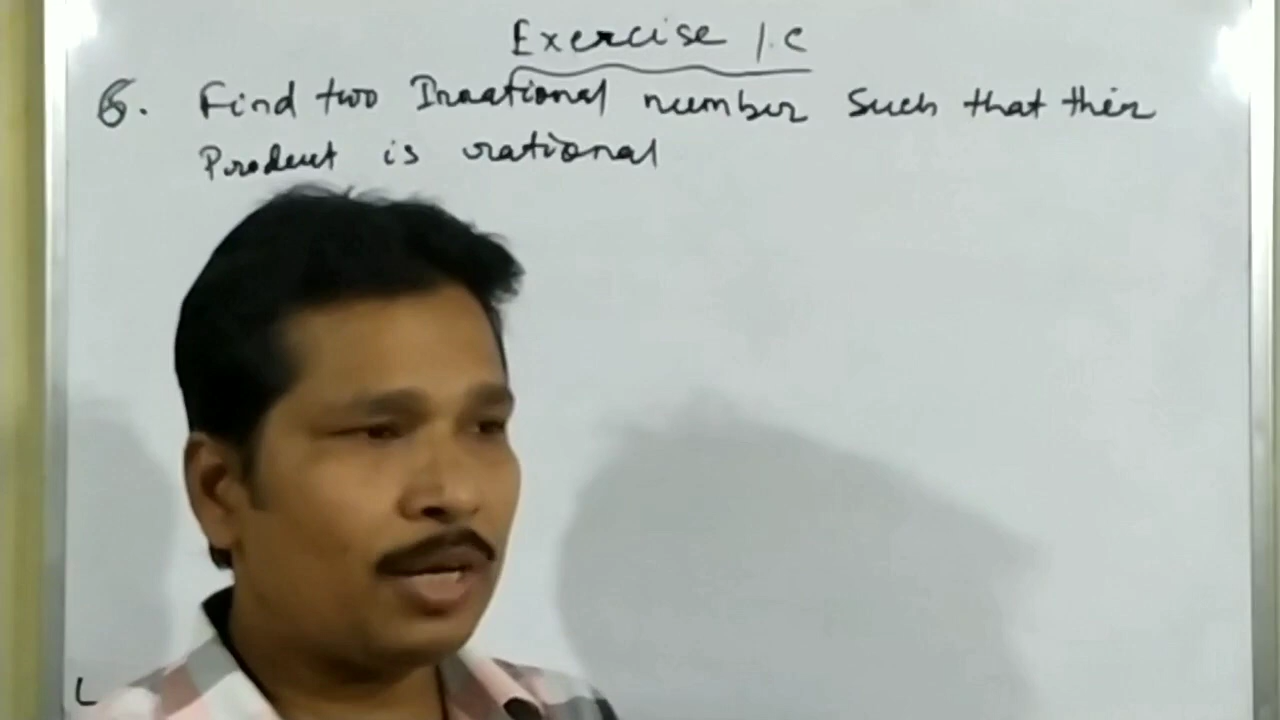 Exercise 1.c
6. Find two Irrational number Such that their
Product is rational
L